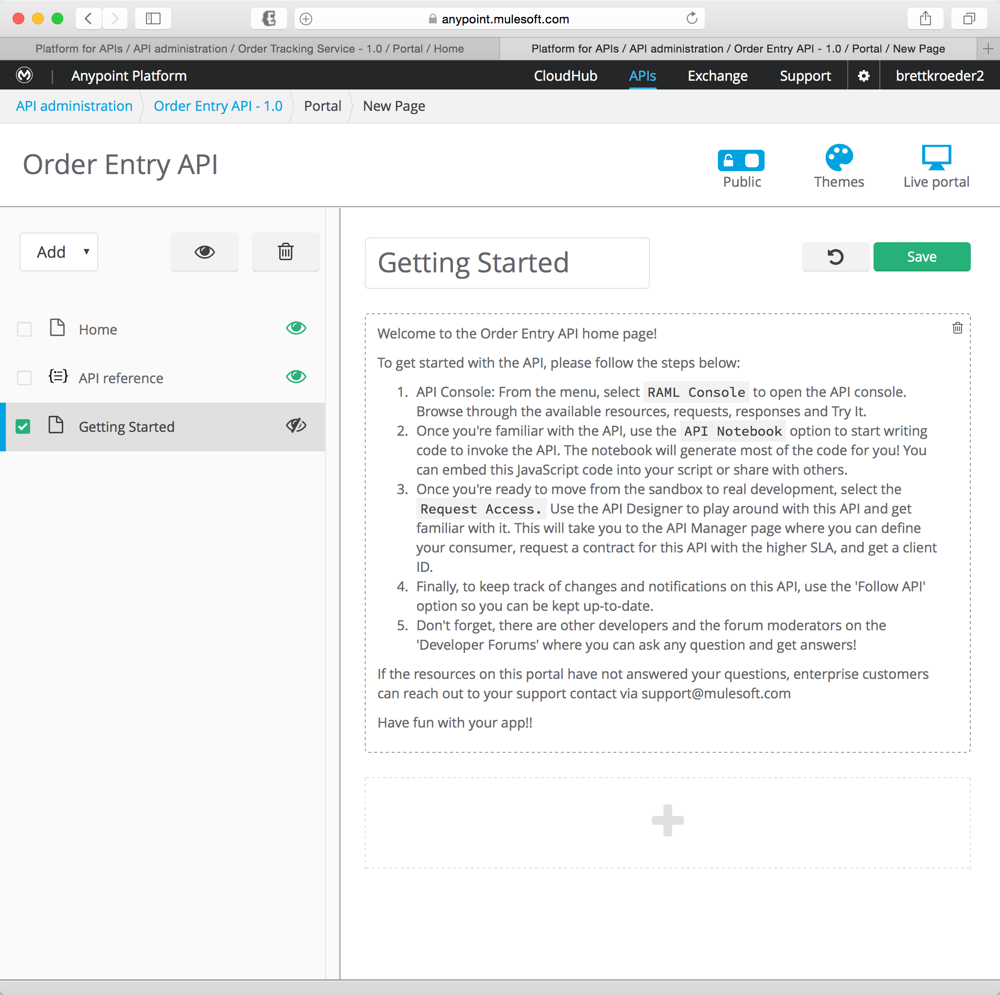 anypoint.mulesoft.com
Platform for APIs / API administration / Order Tracking Service - 1.0 / Portal / Home
Platform for APIs / API administration / Order Entry API - 1.0 / Portal / New Page
Anypoint Platform
CloudHub
APIs
Exchange
Support
brettkroeder2
API administration
Order Entry API - 1.0
Portal
New Page
Order Entry API
Public
Themes
Live portal
Add
Getting Started
Save
Home
API reference
Getting Started
Welcome to the Order Entry API home page!
To get started with the API, please follow the steps below:
1. API Console: From the menu, select RAML Console to open the API console.
Browse through the available resources, requests, responses and Try It.
2. Once you're familiar with the API, use the API Notebook option to start writing
code to invoke the API. The notebook will generate most of the code for you! You
can embed this JavaScript code into your script or share with others.
3. Once you're ready to move from the sandbox to real development, select the
Request Access. Use the API Designer to play around with this API and get
familiar with it. This will take you to the API Manager page where you can define
your consumer, request a contract for this API with the higher SLA, and get a client
ID.
4. Finally, to keep track of changes and notifications on this API, use the 'Follow API'
option so you can be kept up-to-date.
5. Don't forget, there are other developers and the forum moderators on the
'Developer Forums' where you can ask any question and get answers!
If the resources on this portal have not answered your questions, enterprise customers
can reach out to your support contact via support@mulesoft.com
Have fun with your app!!